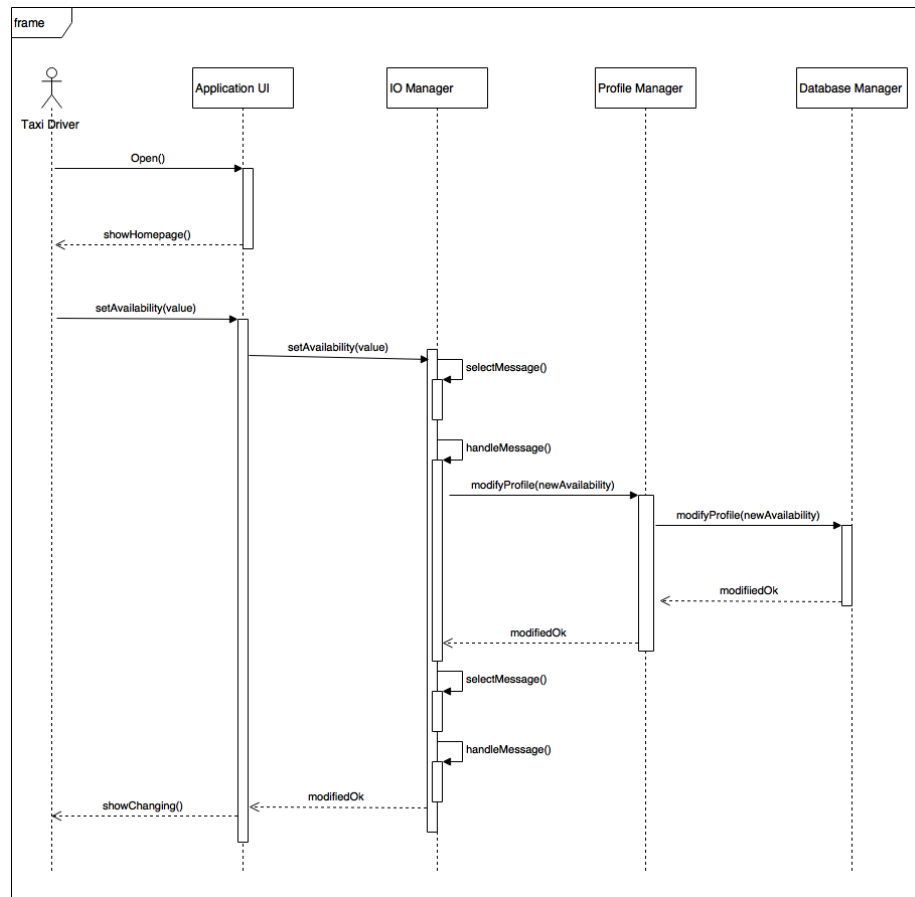 frame
Application UI
IO Manager
Profile Manager
Database Manager
Taxi Driver
Open()
showHomepage()
setAvailability(value)
setAvailability(value)
selectMessage()
handleMessage()
modifyProfile(newAvailability)
modifyProfile(newAvailability)
modifiiedOk
modifiedOk
selectMessage()
handleMessage()
modifiedOk
showChanging()